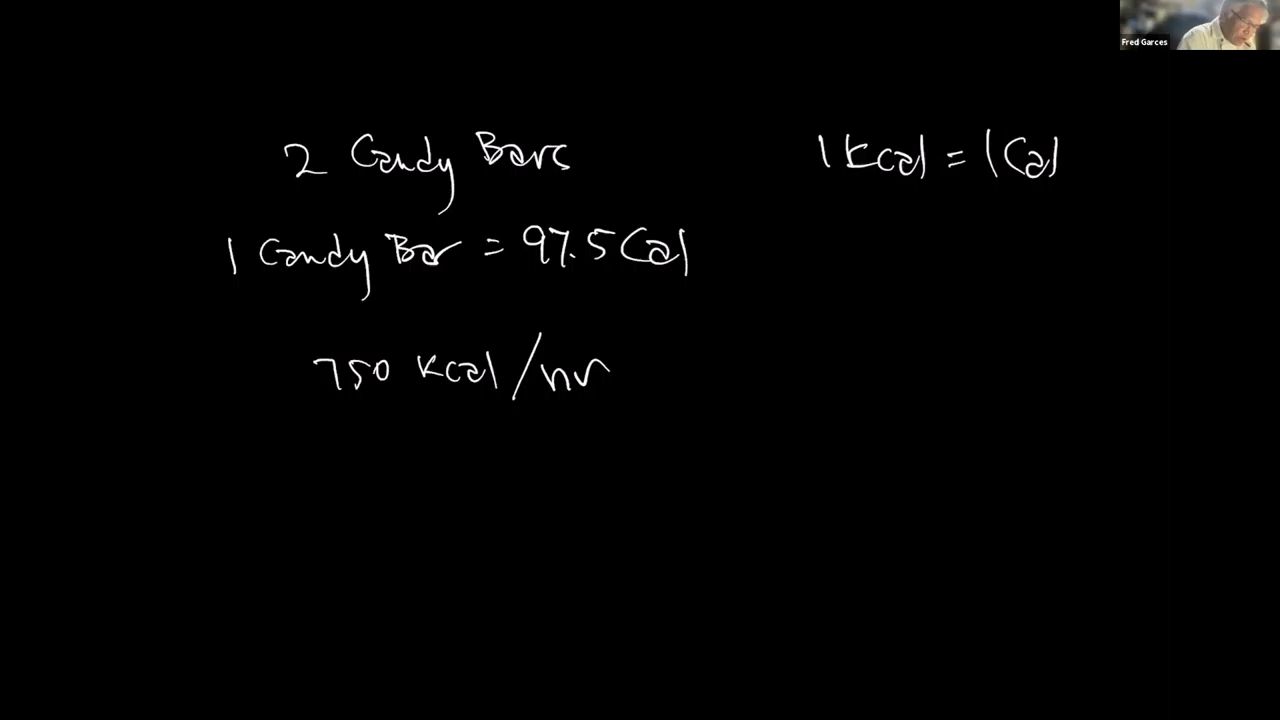 Fred Garces
2 Candy Bars
1 Kcal = 1 Cal
1 Candy Bar = 97.5 Cal
750 Kcal/hr